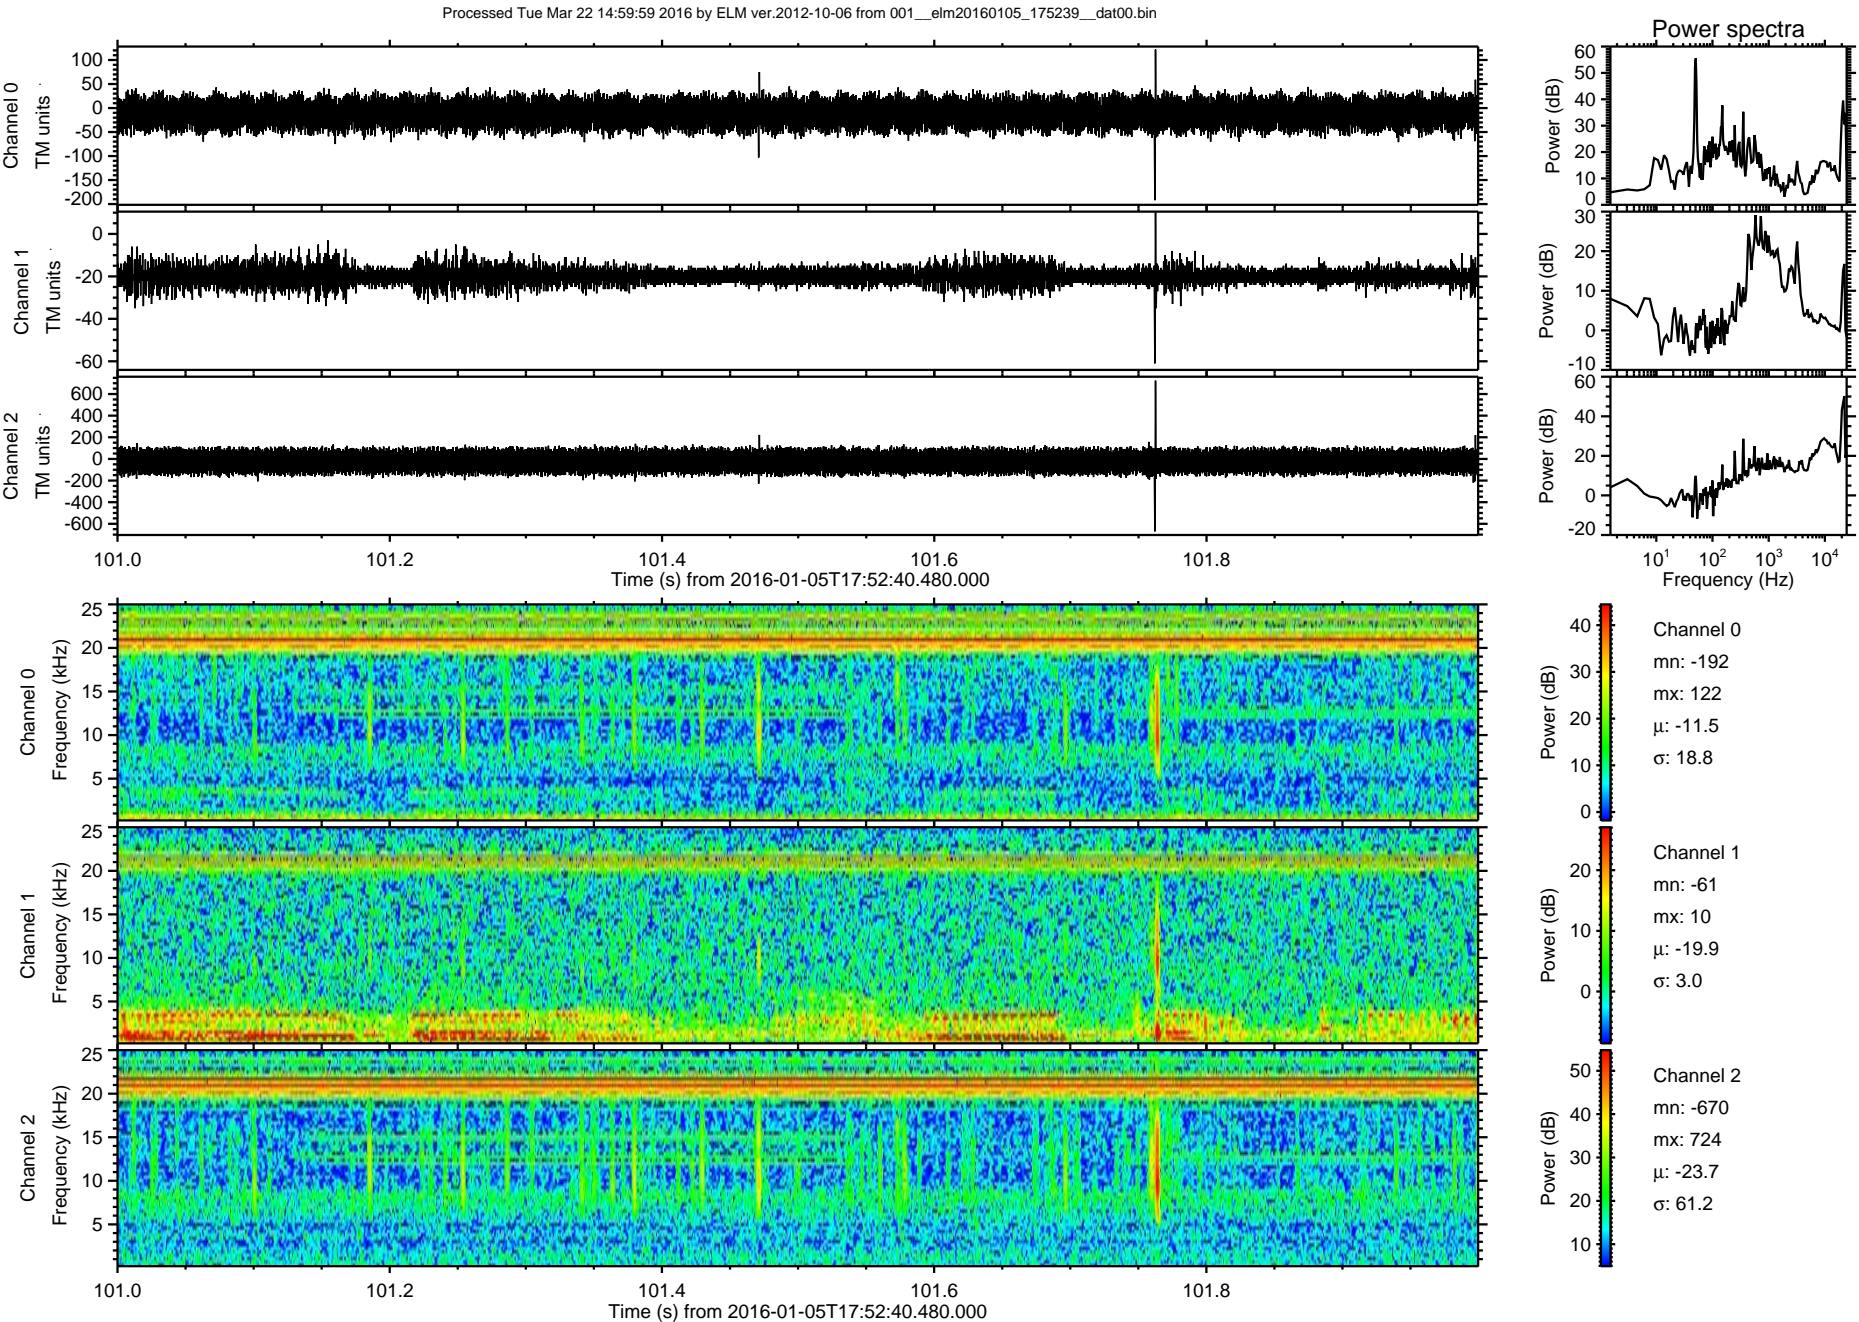 Processed Tue Mar 22 14:59:59 2016 by ELM ver.2012-10-06 from 001__elm20160105_175239__dat00.bin
Power spectra
Channel 0
TM units
100
50
0
-50
-100
-150
-200
Power (dB)
60
50
40
30
20
10
0
Channel 1
TM units
0
-20
-40
-60
Power (dB)
30
20
10
0
-10
Channel 2
TM units
600
400
200
0
-200
-400
-600
Power (dB)
60
40
20
0
-20
101.0 101.2 101.4 101.6 101.8
Time (s) from 2016-01-05T17:52:40.480.000
10^1 10^2 10^3 10^4
Frequency (Hz)
Channel 0
Frequency (kHz)
25
20
15
10
5
Power (dB)
40
30
20
10
0
Channel 0
mn: -192
mx: 122
µ: -11.5
σ: 18.8
Channel 1
Frequency (kHz)
25
20
15
10
5
Power (dB)
20
10
0
Channel 1
mn: -61
mx: 10
µ: -19.9
σ: 3.0
Channel 2
Frequency (kHz)
25
20
15
10
5
Power (dB)
50
40
30
20
10
Channel 2
mn: -670
mx: 724
µ: -23.7
σ: 61.2
101.0 101.2 101.4 101.6 101.8
Time (s) from 2016-01-05T17:52:40.480.000